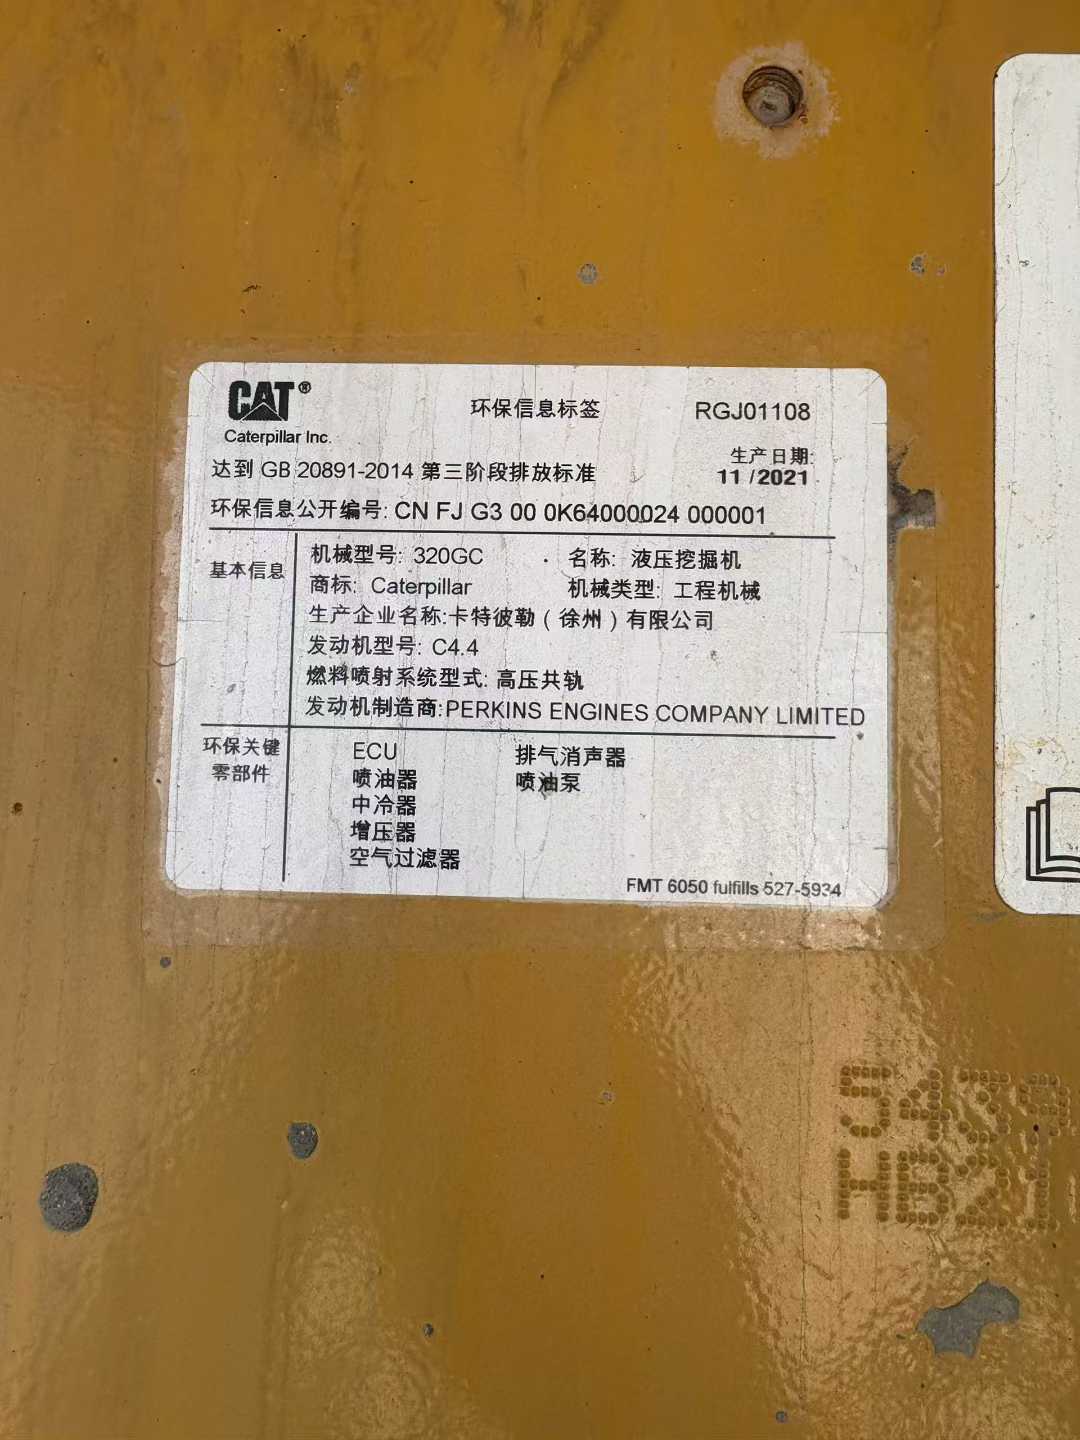 CAT®
Caterpillar Inc.
环保信息标签
RGJ01108
达到 GB 20891-2014 第三阶段排放标准
生产日期:
11 /2021
环保信息公开编号: CN FJ G3 00 0K64000024 000001
基本信息
机械型号: 320GC
名称: 液压挖掘机
商标: Caterpillar
机械类型: 工程机械
生产企业名称:卡特彼勒（徐州）有限公司
发动机型号: C4.4
燃料喷射系统型式: 高压共轨
发动机制造商:PERKINS ENGINES COMPANY LIMITED
环保关键
零部件
ECU
排气消声器
喷油器
喷油泵
中冷器
增压器
空气过滤器
FMT 6050 fulfills 527-5934